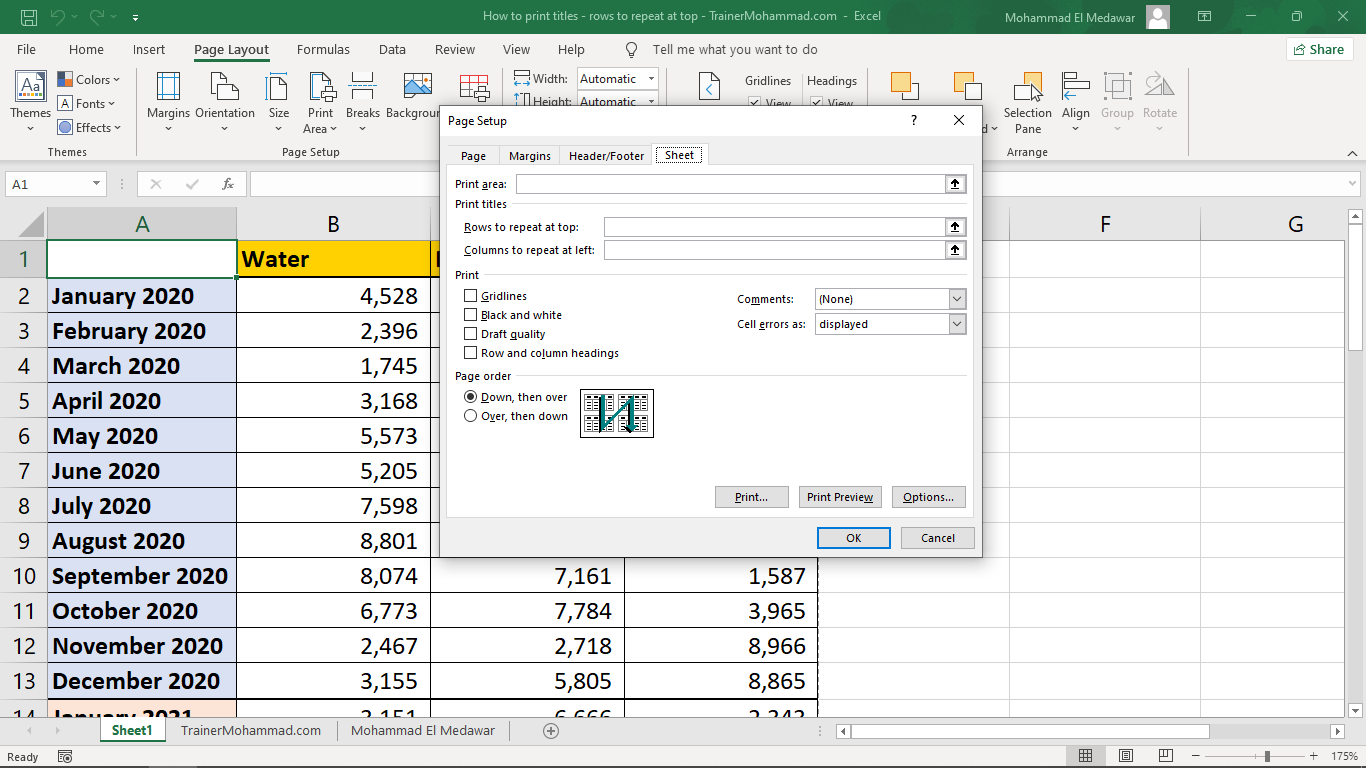 How to print titles - rows to repeat at top - TrainerMohammad.com - Excel
Mohammad El Medawar
File Home Insert Page Layout Formulas Data Review View Help Tell me what you want to do Share
Themes
Colors
Fonts
Effects
Themes
Margins
Orientation
Size
Print Area
Breaks
Page Setup
Width: Automatic
Height: Automatic
Gridlines
View
Headings
View
Selection Pane
Align
Group
Rotate
Arrange
A1
fx
Page Setup ?
Page Margins Header/Footer Sheet
Print area:
Print titles
Rows to repeat at top:
Columns to repeat at left:
Print
Gridlines
Black and white
Draft quality
Row and column headings
Comments: (None)
Cell errors as: displayed
Page order
Down, then over
Over, then down
Print... Print Preview Options...
OK Cancel
A B F G
1 Water
2 January 2020 4,528
3 February 2020 2,396
4 March 2020 1,745
5 April 2020 3,168
6 May 2020 5,573
7 June 2020 5,205
8 July 2020 7,598
9 August 2020 8,801
10 September 2020 8,074 7,161 1,587
11 October 2020 6,773 7,784 3,965
12 November 2020 2,467 2,718 8,966
13 December 2020 3,155 5,805 8,865
14 January 2021 3,151 6,666 2,343
Sheet1 TrainerMohammad.com Mohammad El Medawar
Ready 175%